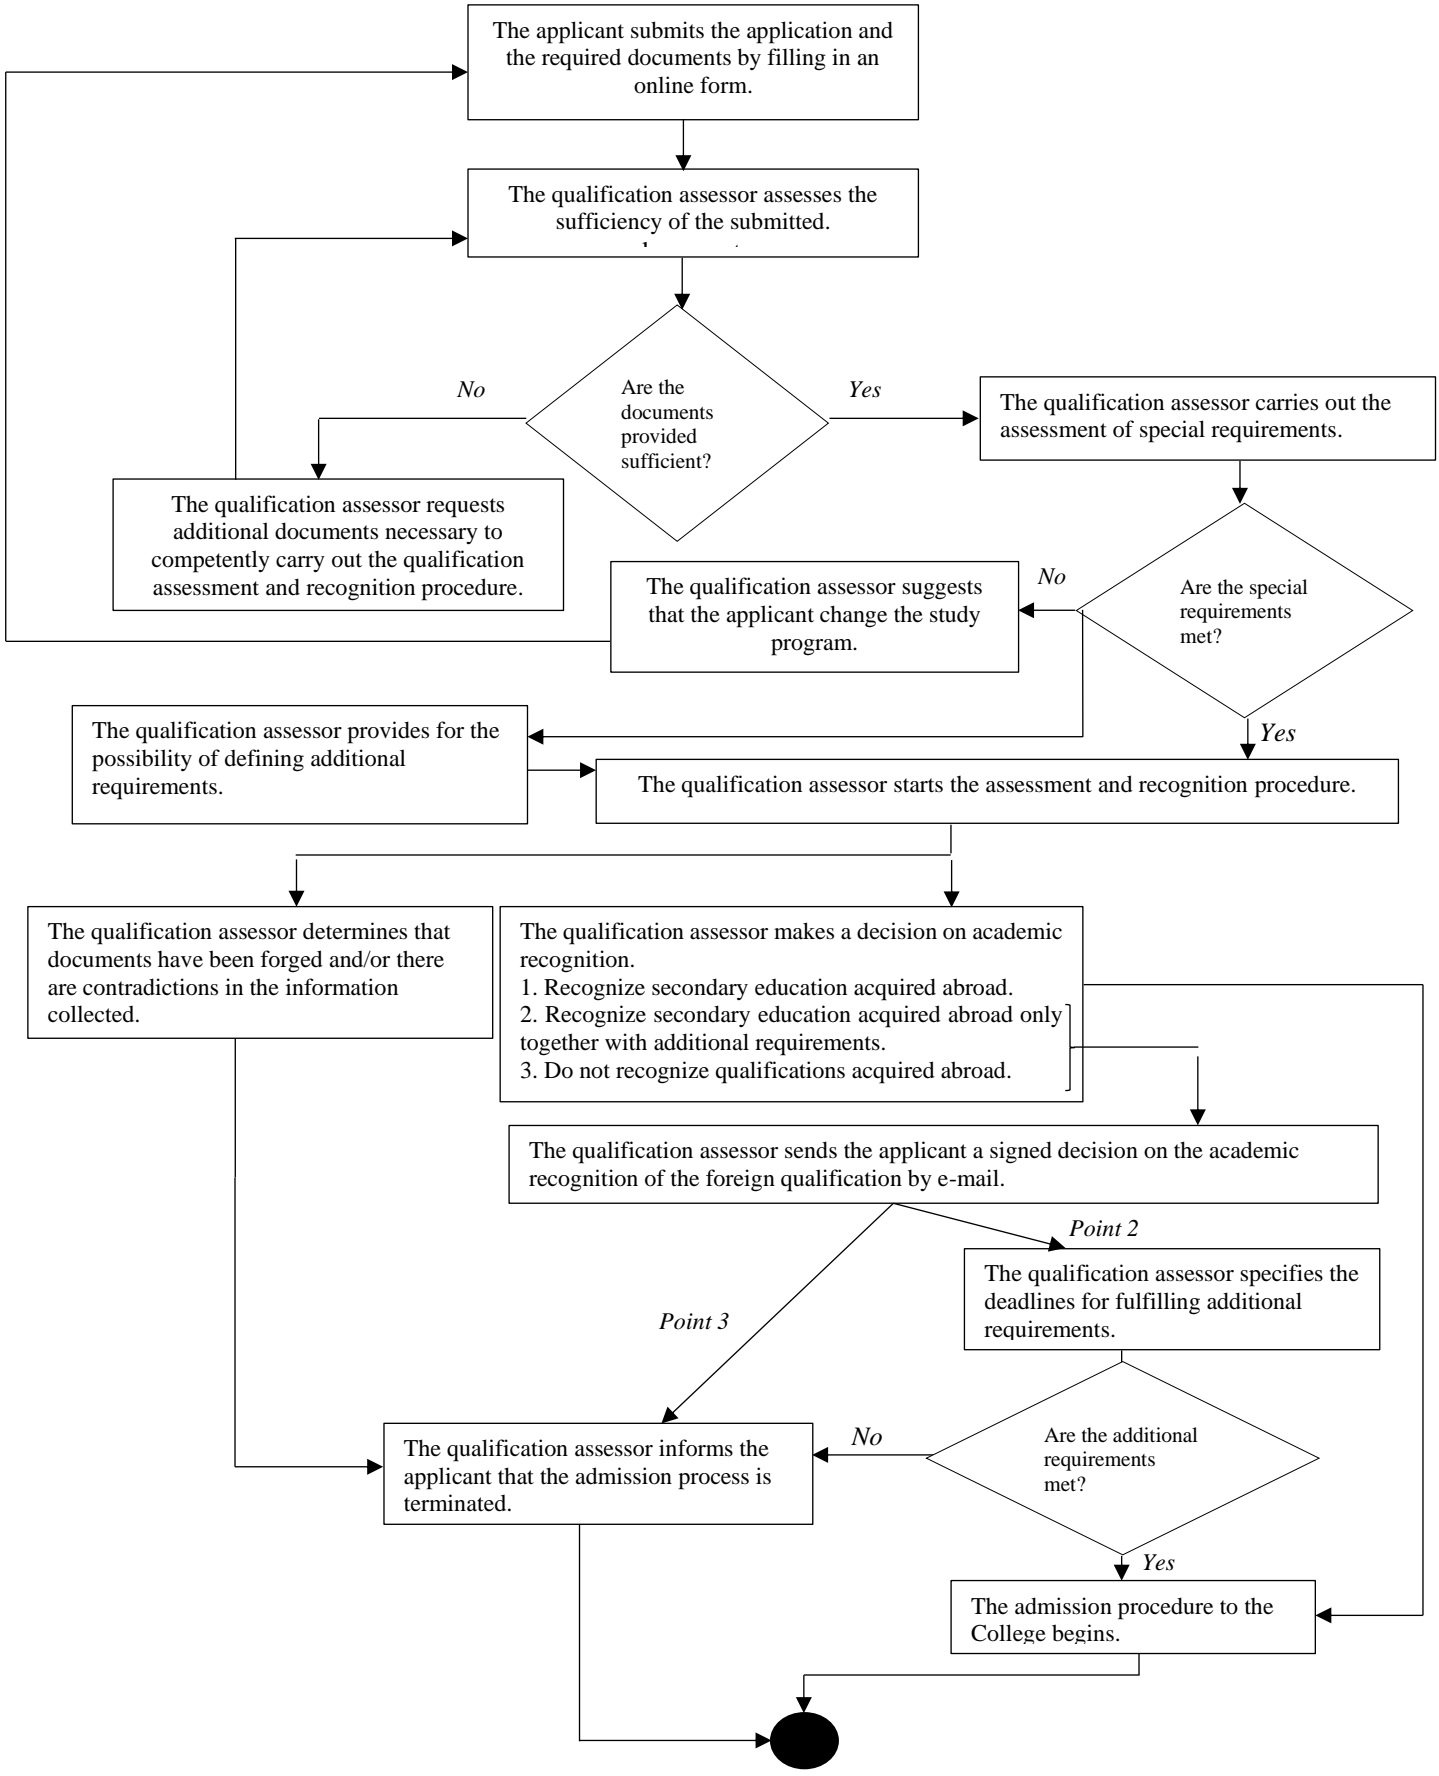 The applicant submits the application and
the required documents by filling in an
online form.
The qualification assessor assesses the
sufficiency of the submitted.
No
Are the
documents
provided
sufficient?
Yes
The qualification assessor carries out the
assessment of special requirements.
The qualification assessor requests
additional documents necessary to
competently carry out the qualification
assessment and recognition procedure.
The qualification assessor suggests
that the applicant change the study
program.
No
Are the special
requirements
met?
Yes
The qualification assessor provides for the
possibility of defining additional
requirements.
The qualification assessor starts the assessment and recognition procedure.
The qualification assessor determines that
documents have been forged and/or there
are contradictions in the information
collected.
The qualification assessor makes a decision on academic
recognition.
1. Recognize secondary education acquired abroad.
2. Recognize secondary education acquired abroad only
together with additional requirements.
3. Do not recognize qualifications acquired abroad.
The qualification assessor sends the applicant a signed decision on the academic
recognition of the foreign qualification by e-mail.
Point 2
The qualification assessor specifies the
deadlines for fulfilling additional
requirements.
Point 3
The qualification assessor informs the
applicant that the admission process is
terminated.
No
Are the additional
requirements
met?
Yes
The admission procedure to the
College begins.